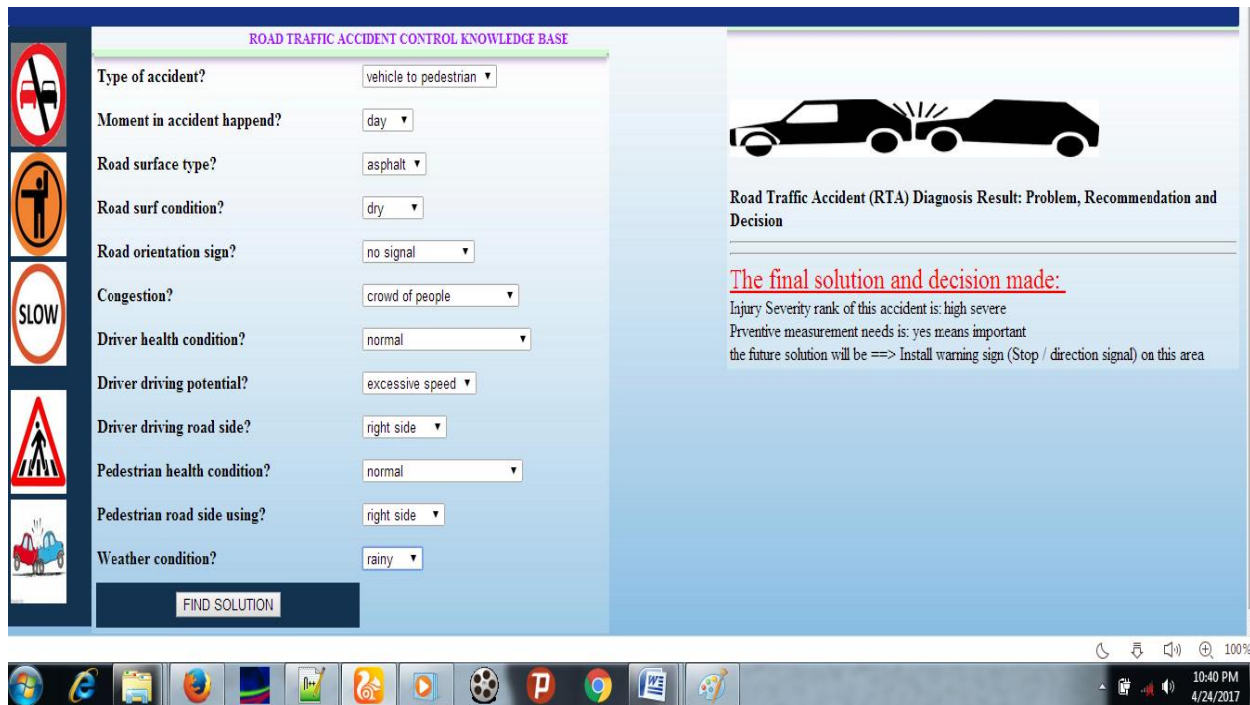 ROAD TRAFFIC ACCIDENT CONTROL KNOWLEDGE BASE
Type of accident? vehicle to pedestrian
Moment in accident happend? day
Road surface type? asphalt
Road surf condition? dry
Road orientation sign? no signal
Congestion? crowd of people
Driver health condition? normal
Driver driving potential? excessive speed
Driver driving road side? right side
Pedestrian health condition? normal
Pedestrian road side using? right side
Weather condition? rainy
FIND SOLUTION
SLOW
Road Traffic Accident (RTA) Diagnosis Result: Problem, Recommendation and
Decision
The final solution and decision made:
Injury Severity rank of this accident is: high severe
Prventive measurement needs is: yes means important
the future solution will be ==> Install warning sign (Stop / direction signal) on this area
100%
10:40 PM
4/24/2017